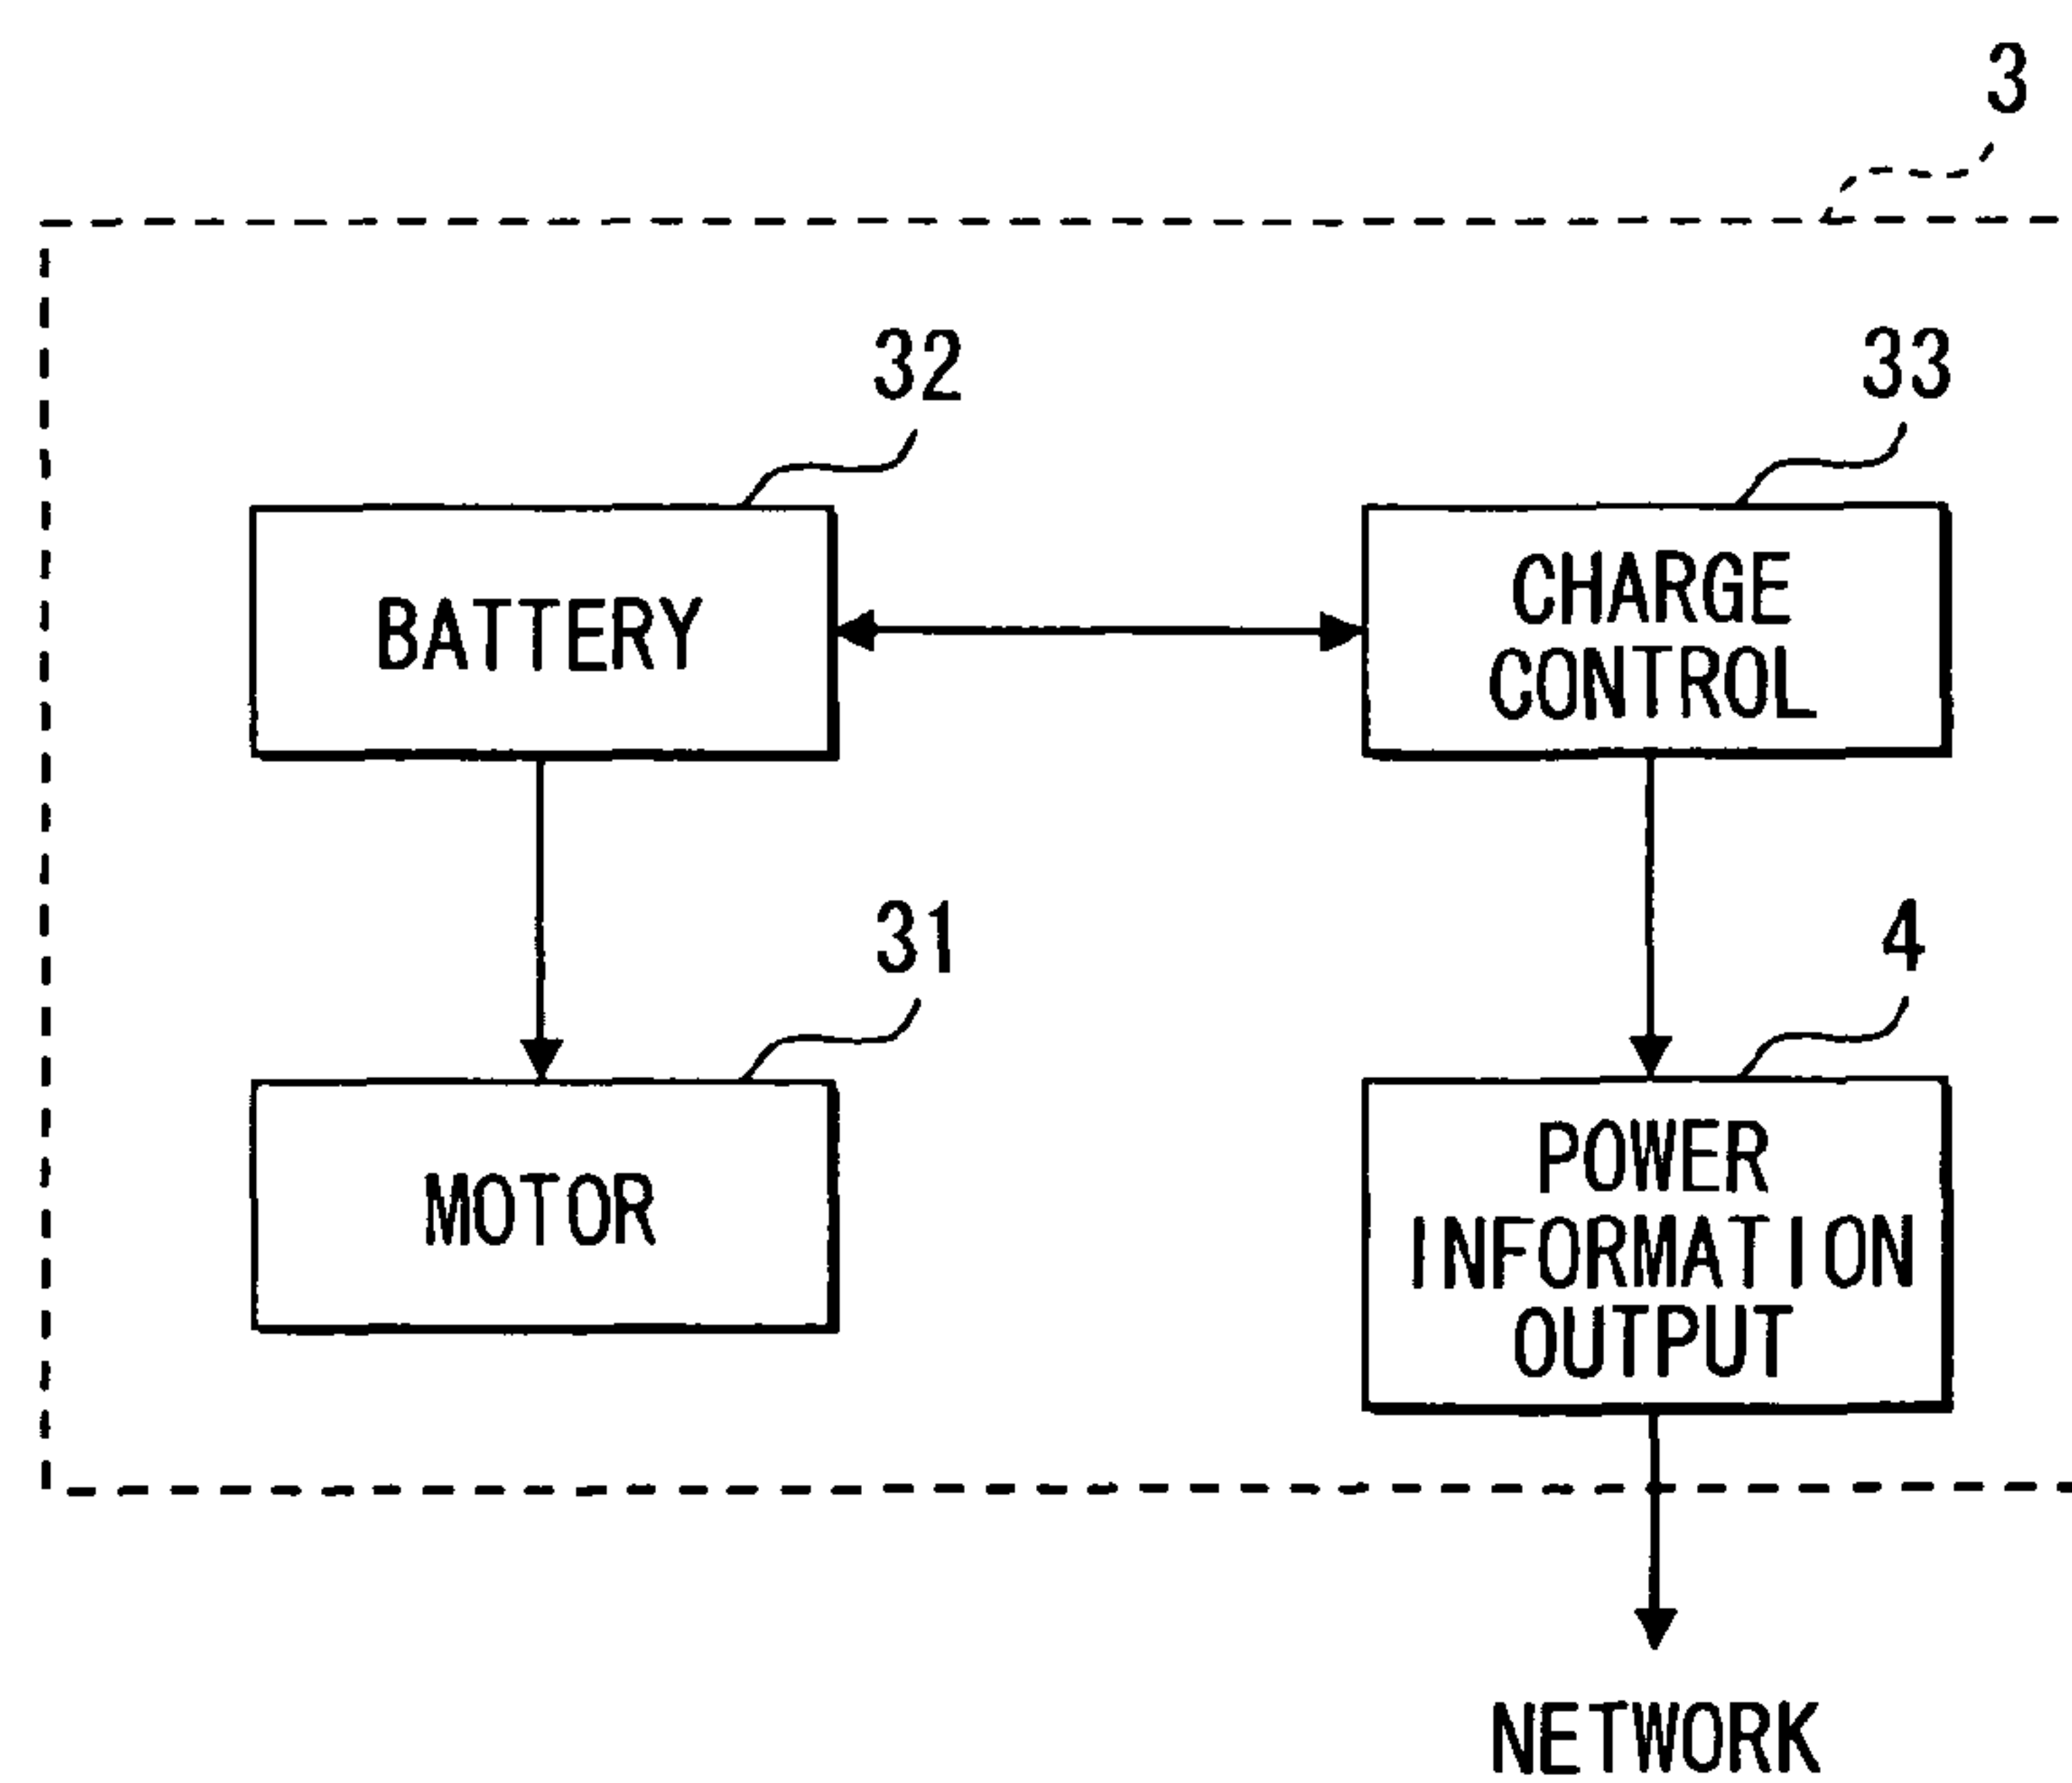 3
32
33
BATTERY
CHARGE
CONTROL
31
4
MOTOR
POWER
INFORMATION
OUTPUT
NETWORK